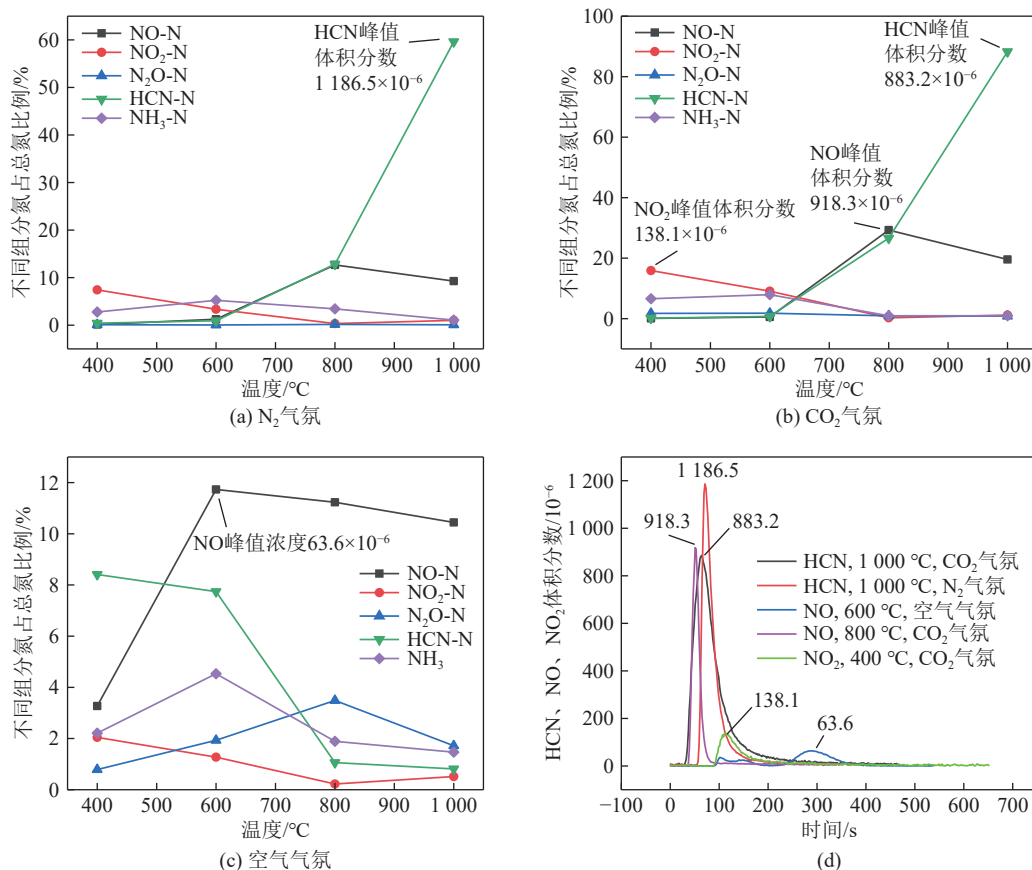 不同组分氮占总氮比例/%
60
50
40
30
20
10
0
NO-N
NO₂-N
N₂O-N
HCN-N
NH₃-N
HCN峰值
体积分数
1 186.5×10⁻⁶
400 500 600 700 800 900 1 000
温度/℃
(a) N₂气氛
不同组分氮占总氮比例/%
100
80
60
40
20
0
NO-N
NO₂-N
N₂O-N
HCN-N
NH₃-N
HCN峰值
体积分数
883.2×10⁻⁶
NO峰值
体积分数
918.3×10⁻⁶
NO₂峰值体积分数
138.1×10⁻⁶
400 500 600 700 800 900 1 000
温度/℃
(b) CO₂气氛
不同组分氮占总氮比例/%
12
10
8
6
4
2
0
NO峰值浓度63.6×10⁻⁶
NO-N
NO₂-N
N₂O-N
HCN-N
NH₃
400 500 600 700 800 900 1 000
温度/℃
(c) 空气气氛
HCN、NO、NO₂体积分数/10⁻⁶
1 200
1 000
800
600
400
200
0
1 186.5
918.3
883.2
HCN, 1 000 ℃, CO₂气氛
HCN, 1 000 ℃, N₂气氛
NO, 600 ℃, 空气气氛
NO, 800 ℃, CO₂气氛
NO₂, 400 ℃, CO₂气氛
138.1
63.6
−100 0 100 200 300 400 500 600 700
时间/s
(d)